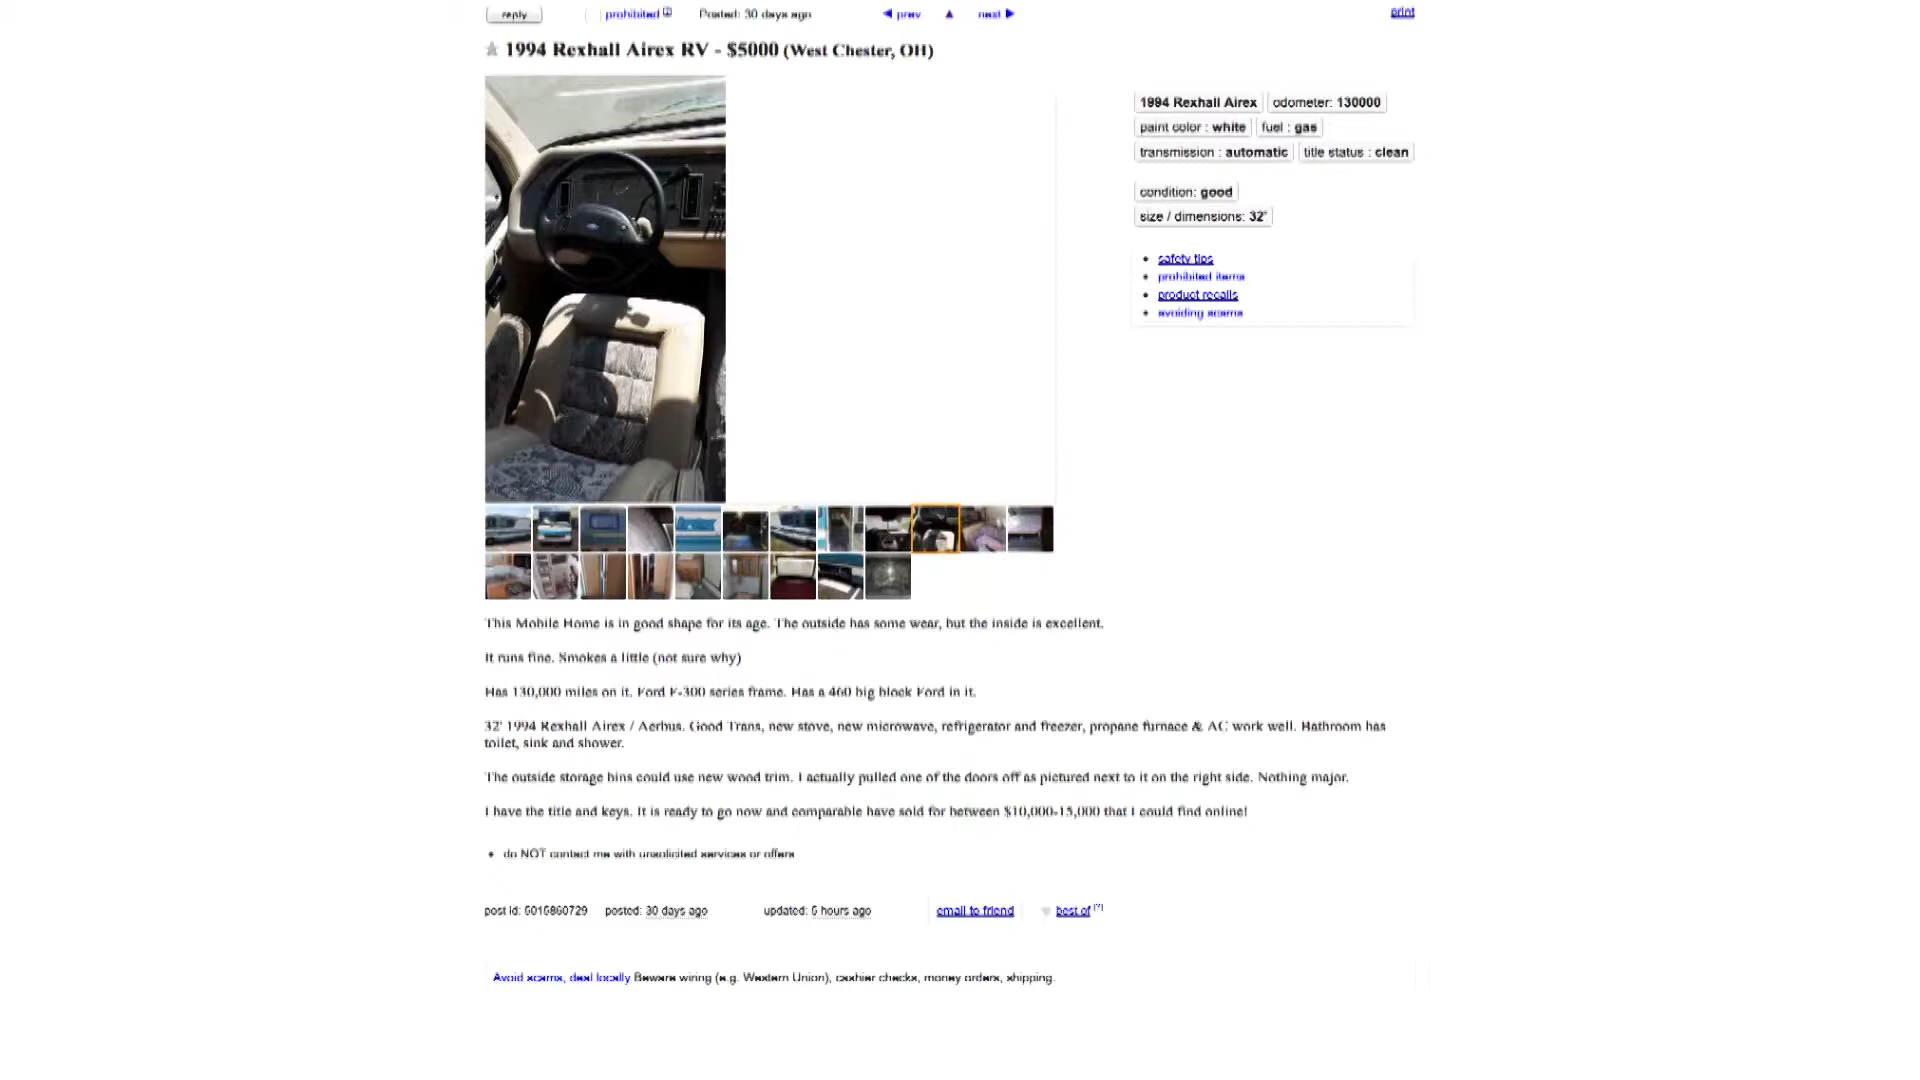 reply prohibited [?] Posted: 30 days ago ◀ prev ▲ next ▶ print
★ 1994 Rexhall Airex RV - $5000 (West Chester, OH)
1994 Rexhall Airex odometer: 130000
paint color : white fuel : gas
transmission : automatic title status : clean
condition: good
size / dimensions: 32'
• safety tips
• prohibited items
• product recalls
• avoiding scams
This Mobile Home is in good shape for its age. The outside has some wear, but the inside is excellent.
It runs fine. Smokes a little (not sure why)
Has 130,000 miles on it. Ford F-300 series frame. Has a 460 big block Ford in it.
32' 1994 Rexhall Airex / Aerbus. Good Trans, new stove, new microwave, refrigerator and freezer, propane furnace & AC work well. Bathroom has
toilet, sink and shower.
The outside storage bins could use new wood trim. I actually pulled one of the doors off as pictured next to it on the right side. Nothing major.
I have the title and keys. It is ready to go now and comparable have sold for between $10,000-15,000 that I could find online!
• do NOT contact me with unsolicited services or offers
post id: 6016860729 posted: 30 days ago updated: 6 hours ago email to friend ♥ best of [?]
Avoid scams, deal locally Beware wiring (e.g. Western Union), cashier checks, money orders, shipping.